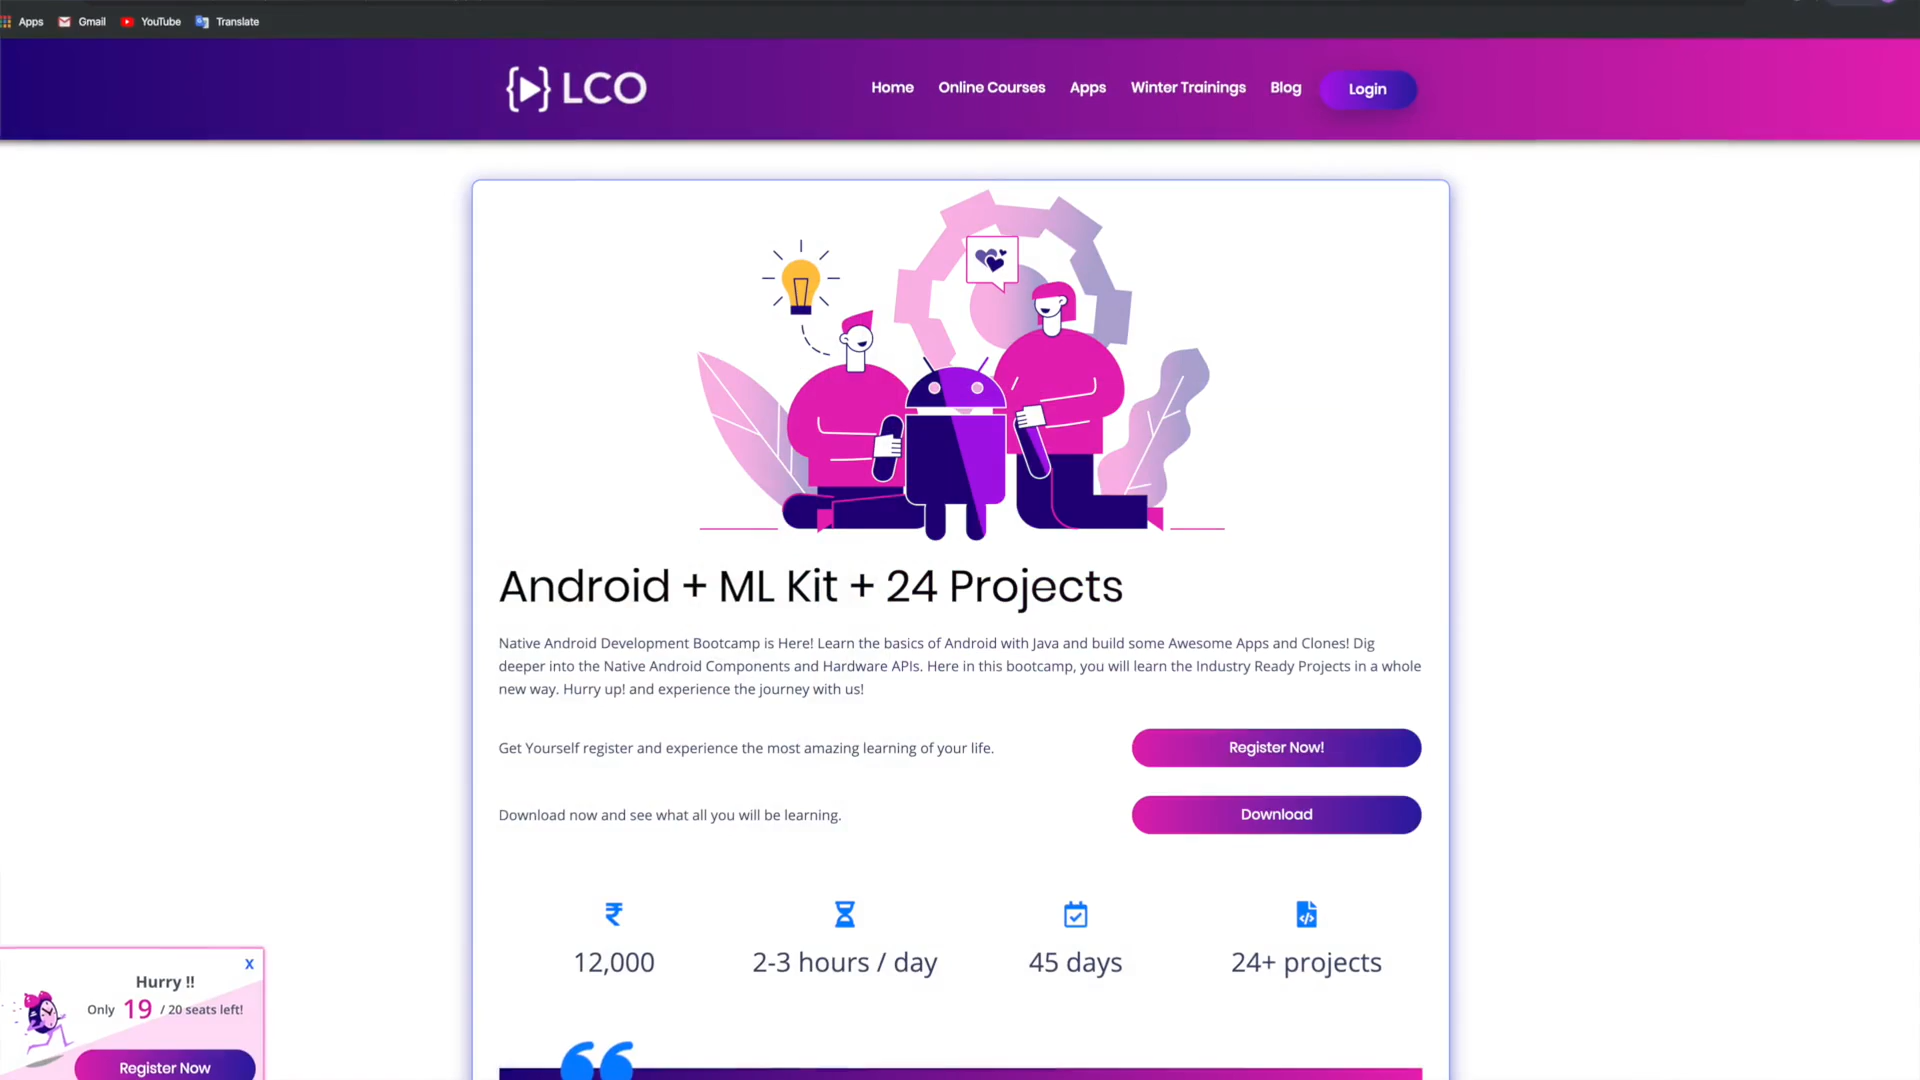 Apps Gmail YouTube Translate
LCO Home Online Courses Apps Winter Trainings Blog Login
Android + ML Kit + 24 Projects
Native Android Development Bootcamp is Here! Learn the basics of Android with Java and build some Awesome Apps and Clones! Dig
deeper into the Native Android Components and Hardware APIs. Here in this bootcamp, you will learn the Industry Ready Projects in a whole
new way. Hurry up! and experience the journey with us!
Get Yourself register and experience the most amazing learning of your life. Register Now!
Download now and see what all you will be learning. Download
₹
12,000 2-3 hours / day 45 days 24+ projects
X
Hurry !!
Only 19 / 20 seats left!
Register Now